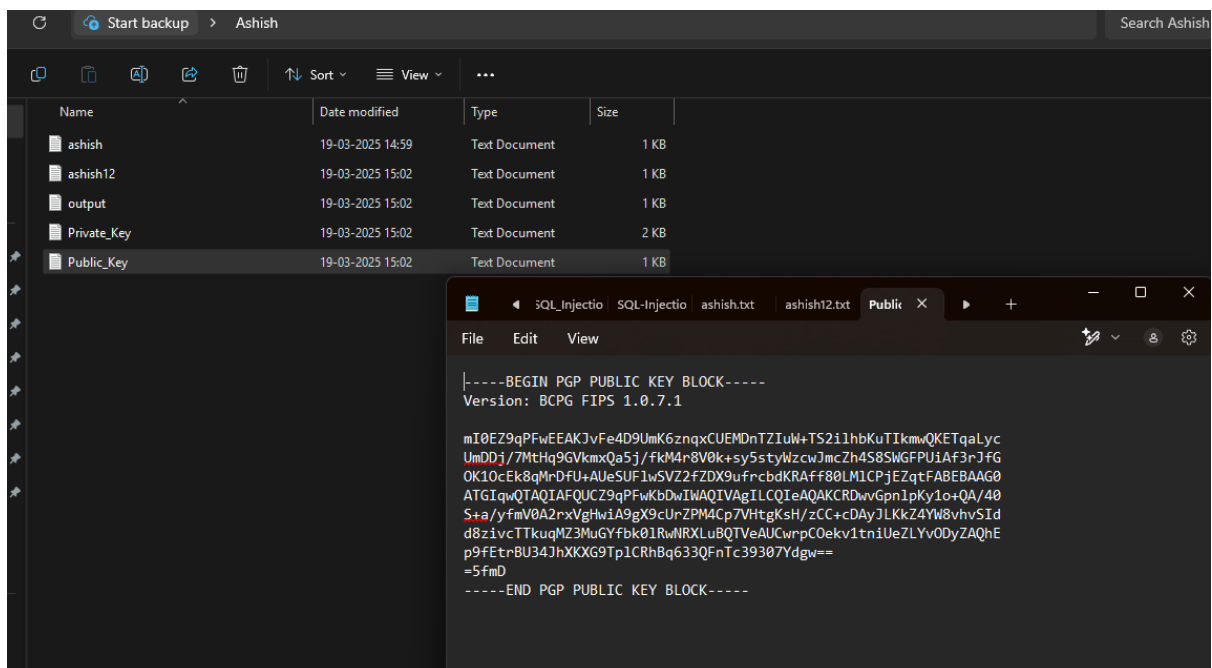 Start backup > Ashish Search Ashish
Sort View ...
Name Date modified Type Size
ashish 19-03-2025 14:59 Text Document 1 KB
ashish12 19-03-2025 15:02 Text Document 1 KB
output 19-03-2025 15:02 Text Document 1 KB
Private_Key 19-03-2025 15:02 Text Document 2 KB
Public_Key 19-03-2025 15:02 Text Document 1 KB
SQL_Injectio SQL-Injectio ashish.txt ashish12.txt Public
File Edit View
-----BEGIN PGP PUBLIC KEY BLOCK-----
Version: BCPG FIPS 1.0.7.1
mI0EZ9qPFwEEAKJvFe4D9UmK6znqxCUEMDnTZIuW+TS2ilhbKuTIkmwQKETqaLyc
UmDDj/7MtHq9GVkmxQa5j/fkM4r8V0k+sy5styWzcwJmcZh4S8SWGFPUiAf3rJfG
OK1OcEk8qMrDfU+AUeSUFlwSVZ2fZDX9ufrcbdKRAff80LMlCPjEZqtFABEBAAG0
ATGIqwQTAQIAFQUCZ9qPFwKbDwIWAQIVAgILCQIeAQAKCRDwvGpnlpKy1o+QA/40
S+a/yfmV0A2rxVgHwiA9gX9cUrZPM4Cp7VHtgKsH/zCC+cDAyJLKkZ4YW8vhvSId
d8zivcTTkuqMZ3MuGYfbk0lRwNRXLuBQTVeAUCwrpCOekv1tniUeZLYvODyZAQhE
p9fEtrBU34JhXKXG9TplCRhBq633QFnTc39307Ydgw==
=5fmD
-----END PGP PUBLIC KEY BLOCK-----